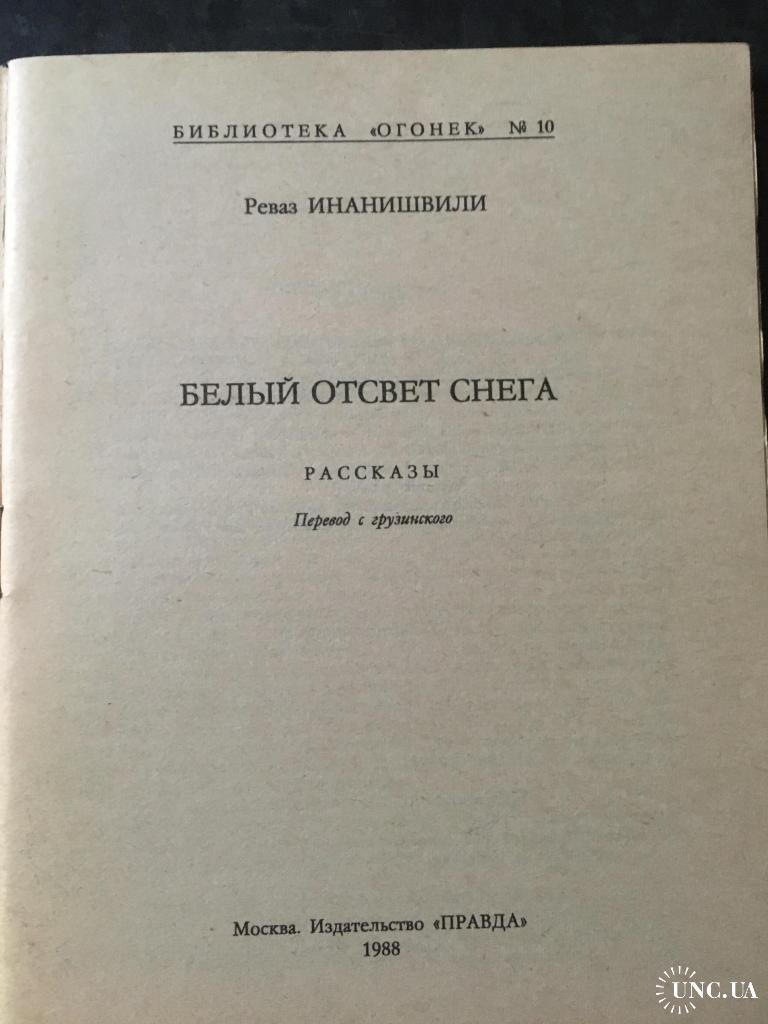 БИБЛИОТЕКА «ОГОНЕК» № 10
Реваз ИНАНИШВИЛИ
БЕЛЫЙ ОТСВЕТ СНЕГА
РАССКАЗЫ
Перевод с грузинского
Москва. Издательство «ПРАВДА»
1988
UNC.UA